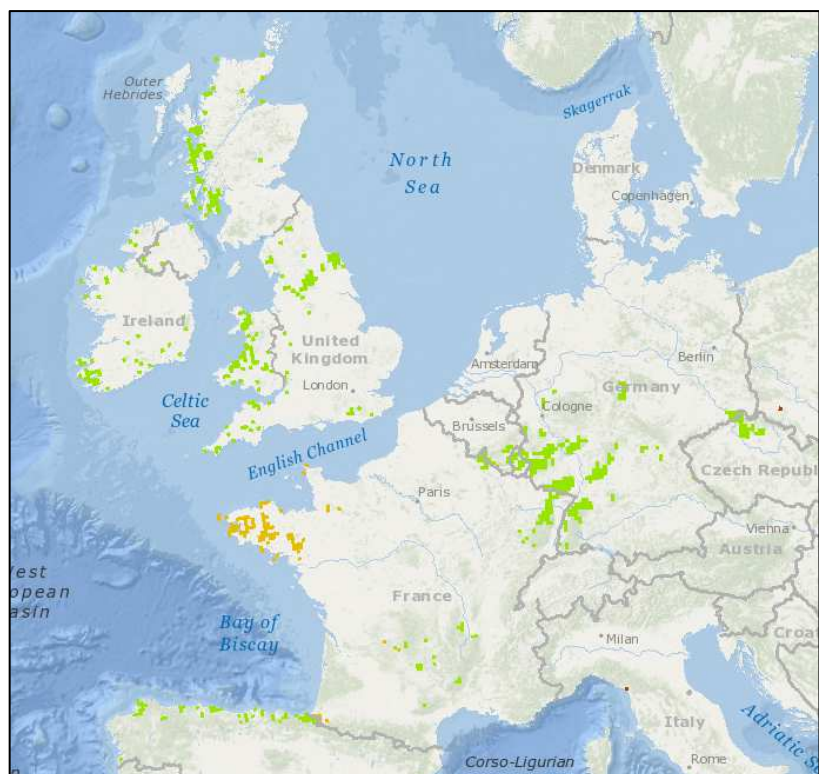 Outer
Hebrides
North
Sea
Skagerrak
Denmark
Copenhagen
Ireland
United
Kingdom
London
Amsterdam
Berlin
Germany
Cologne
Celtic
Sea
Brussels
English Channel
Czech Republ
Paris
Vienna
Austria
West
opean
asin
France
Bay of
Biscay
Milan
Croat
Italy
Adriatic S
Corso-Ligurian
Rome